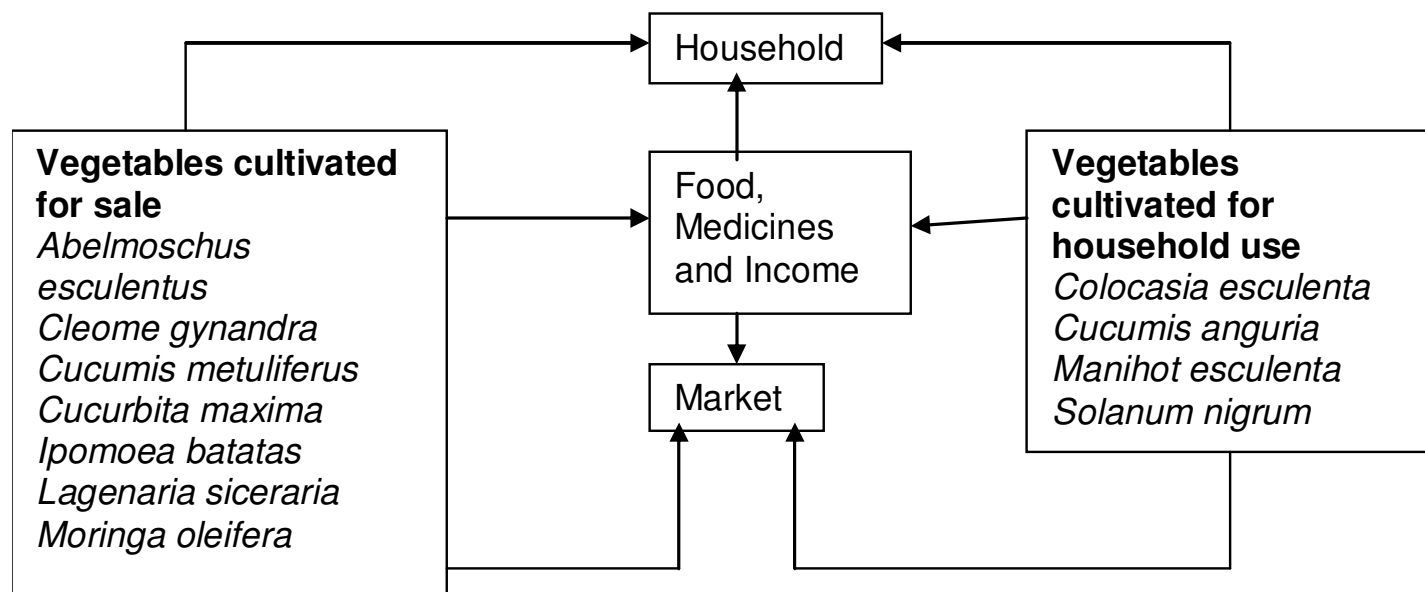 Household
Vegetables cultivated
for sale
Abelmoschus
esculentus
Cleome gynandra
Cucumis metuliferus
Cucurbita maxima
Ipomoea batatas
Lagenaria siceraria
Moringa oleifera
Food,
Medicines
and Income
Market
Vegetables
cultivated for
household use
Colocasia esculenta
Cucumis anguria
Manihot esculenta
Solanum nigrum